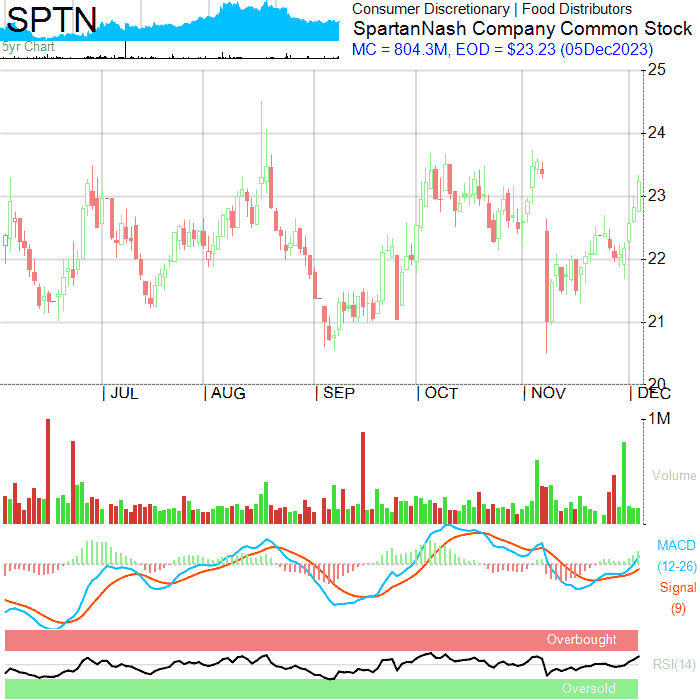 SPTN
5yr Chart
Consumer Discretionary | Food Distributors
SpartanNash Company Common Stock
MC = 804.3M, EOD = $23.23 (05Dec2023)
25
24
23
22
21
20
| JUL | AUG | SEP | OCT | NOV | DEC
1M
Volume
MACD
(12-26)
Signal
(9)
Overbought
RSI(14)
Oversold